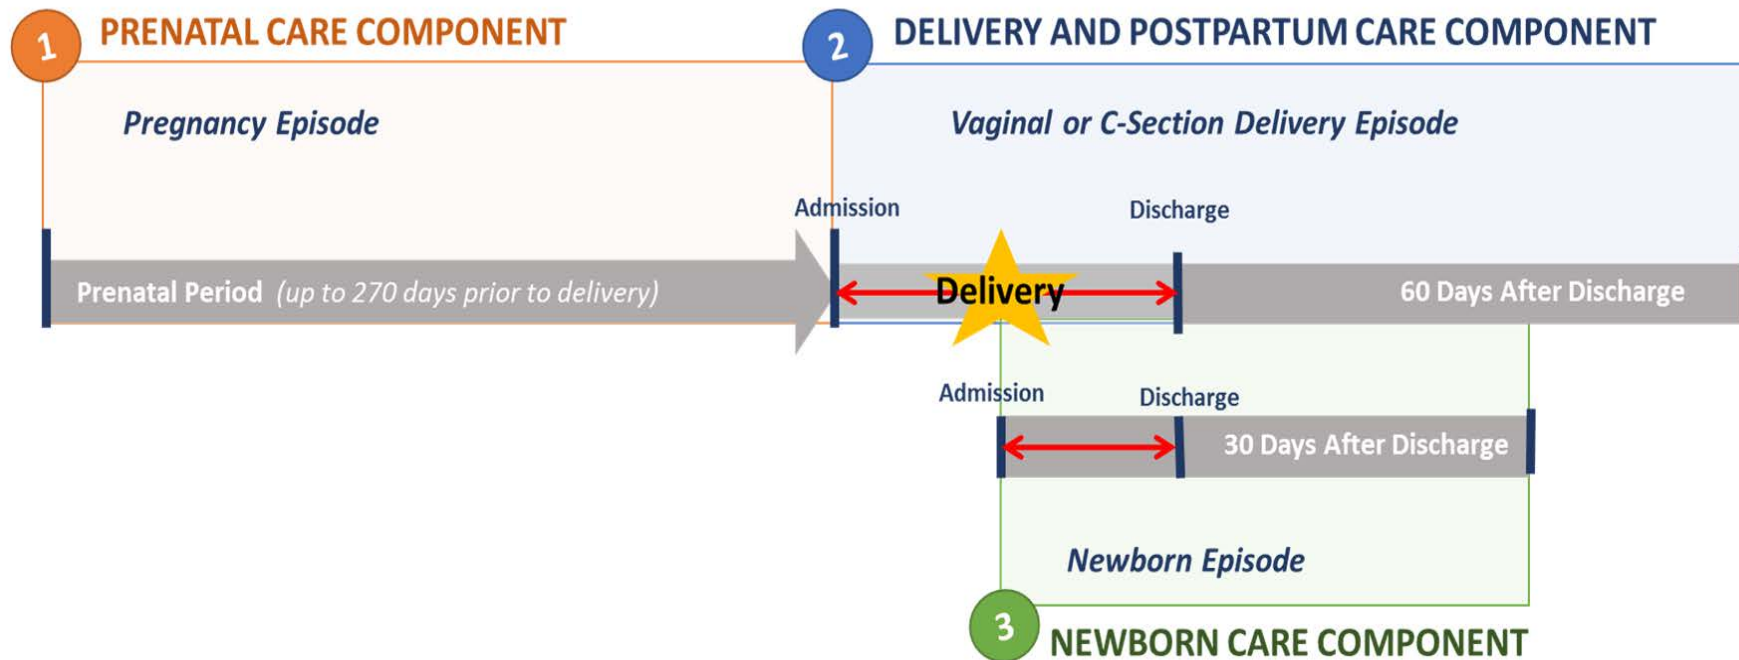 1 PRENATAL CARE COMPONENT
2 DELIVERY AND POSTPARTUM CARE COMPONENT
Pregnancy Episode
Vaginal or C-Section Delivery Episode
Admission
Discharge
Prenatal Period (up to 270 days prior to delivery)
Delivery
60 Days After Discharge
Admission
Discharge
30 Days After Discharge
Newborn Episode
3 NEWBORN CARE COMPONENT